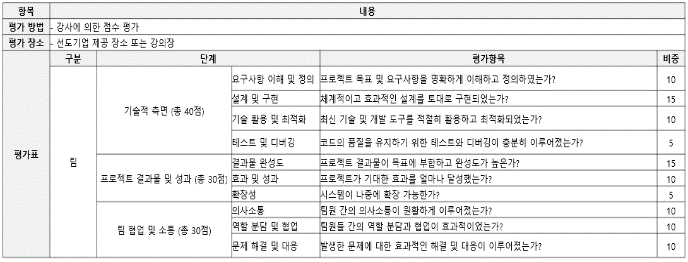 항목 내용
평가 방법 - 강사에 의한 점수 평가
평가 장소 - 선도기업 제공 장소 또는 강의장
평가표 구분 단계 평가항목 비중
팀
기술적 측면 (총 40점)
요구사항 이해 및 정의 프로젝트 목표 및 요구사항을 명확하게 이해하고 정의하였는가? 10
설계 및 구현 체계적이고 효과적인 설계를 토대로 구현되었는가? 15
기술 활용 및 최적화 최신 기술 및 개발 도구를 적절히 활용하고 최적화되었는가? 10
테스트 및 디버깅 코드의 품질을 유지하기 위한 테스트와 디버깅이 충분히 이루어졌는가? 5
프로젝트 결과물 및 성과 (총 30점)
결과물 완성도 프로젝트 결과물이 목표에 부합하고 완성도가 높은가? 15
효과 및 성과 프로젝트가 기대한 효과를 얼마나 달성했는가? 10
확장성 시스템이 나중에 확장 가능한가? 5
팀 협업 및 소통 (총 30점)
의사소통 팀원 간의 의사소통이 원활하게 이루어졌는가? 10
역할 분담 및 협업 팀원들 간의 역할 분담과 협업이 효과적이었는가? 10
문제 해결 및 대응 발생한 문제에 대한 효과적인 해결 및 대응이 이루어졌는가? 10